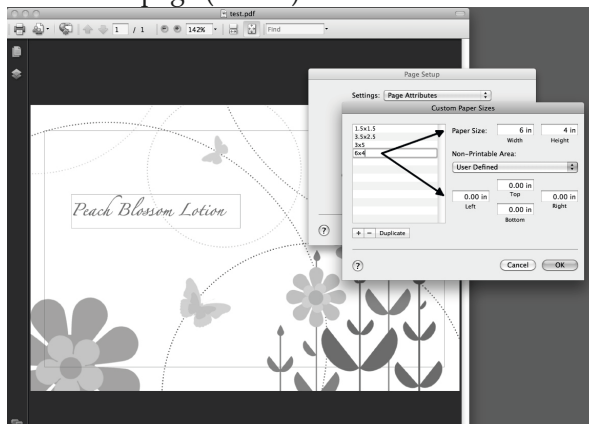 page (
test.pdf
1 / 1 142% Find
Page Setup
Settings: Page Attributes
Custom Paper Sizes
1.5x1.5
3.5x2.5
3x5
6x4
Paper Size: 6 in 4 in
Width Height
Non-Printable Area:
User Defined
0.00 in
Top
0.00 in 0.00 in
Left Right
0.00 in
Bottom
+ − Duplicate
?
? Cancel OK
Peach Blossom Lotion